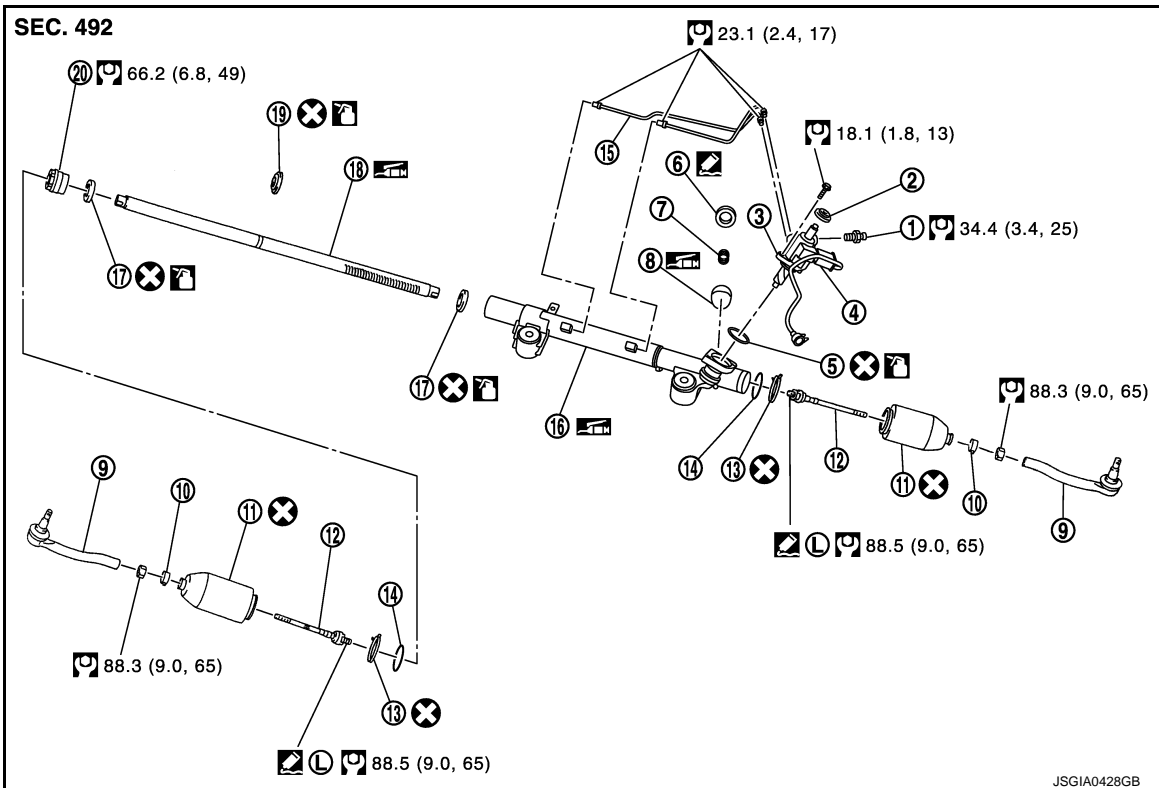 SEC. 492
23.1 (2.4, 17)
⑳ 66.2 (6.8, 49)
⑲
18.1 (1.8, 13)
⑮
⑱
⑥
②
⑦
③
① 34.4 (3.4, 25)
⑧
⑰
④
⑤
⑰
88.3 (9.0, 65)
⑯
⑭
⑬
⑫
⑪
⑩
⑨
⑨
⑩
⑪
⑫
Ⓛ 88.5 (9.0, 65)
⑭
88.3 (9.0, 65)
⑬
Ⓛ 88.5 (9.0, 65)
JSGIA0428GB